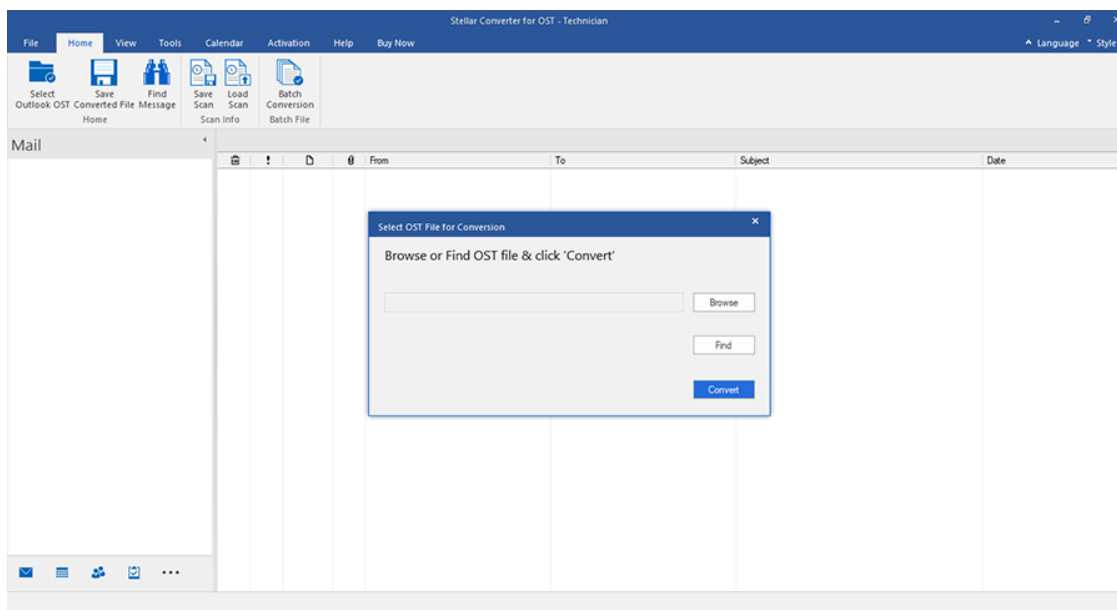 Stellar Converter for OST - Technician
File Home View Tools Calendar Activation Help Buy Now
Language Style
Select Outlook OST
Save Converted File
Find Message
Home
Save Scan
Load Scan
Scan Info
Batch Conversion
Batch File
Mail
From To Subject Date
Select OST File for Conversion
Browse or Find OST file & click 'Convert'
Browse
Find
Convert